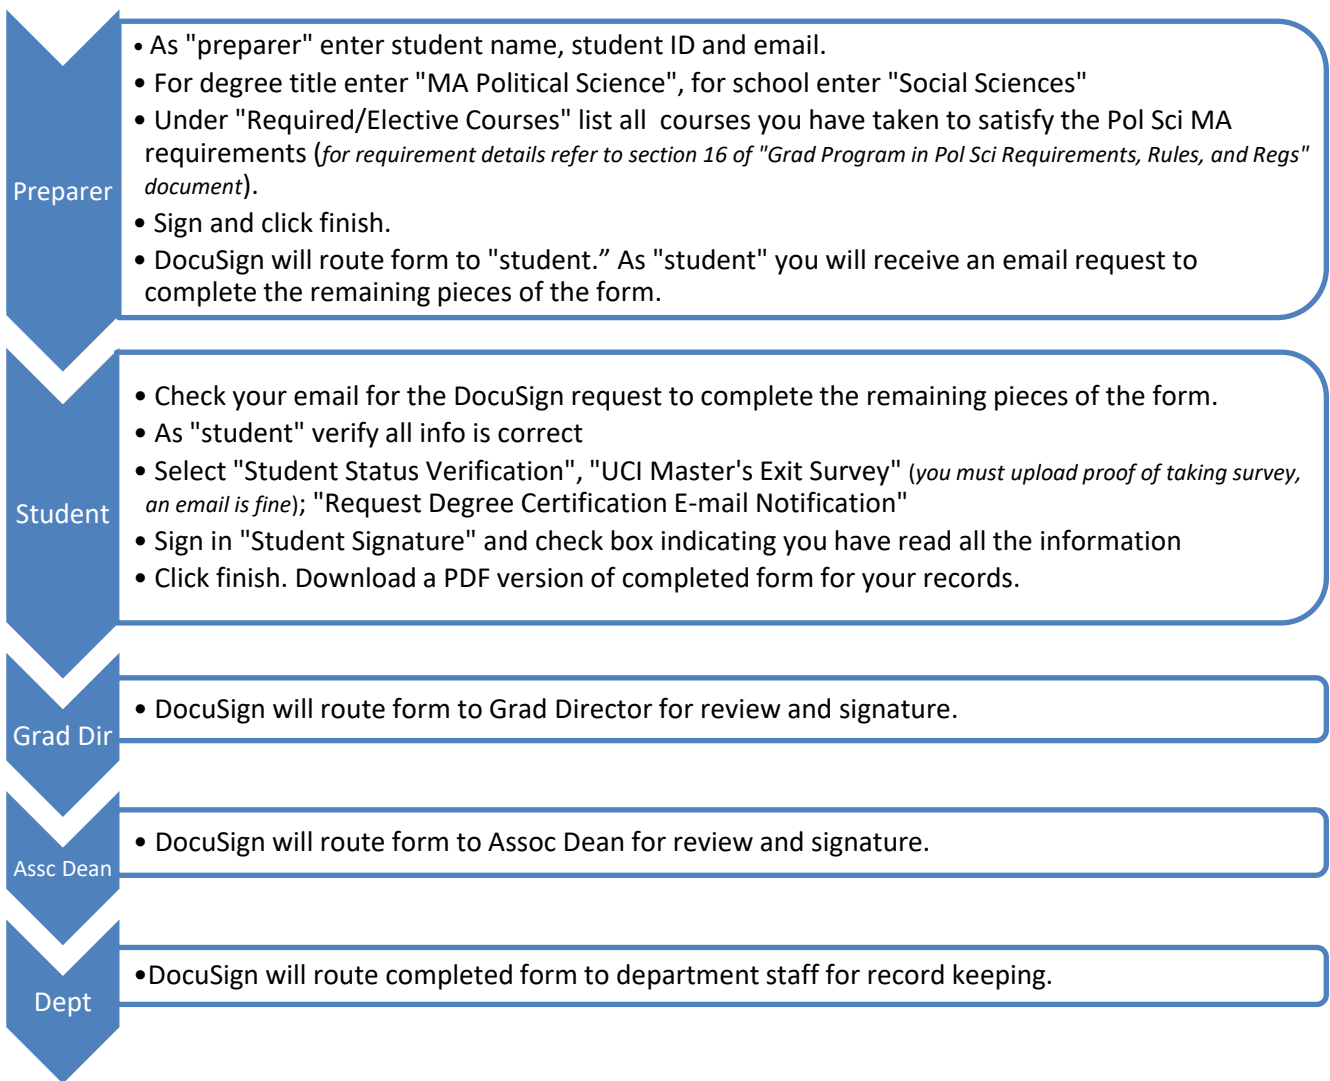 Preparer
• As "preparer" enter student name, student ID and email.
• For degree title enter "MA Political Science", for school enter "Social Sciences"
• Under "Required/Elective Courses" list all  courses you have taken to satisfy the Pol Sci MA
requirements (for requirement details refer to section 16 of "Grad Program in Pol Sci Requirements, Rules, and Regs"
document).
• Sign and click finish.
• DocuSign will route form to "student.” As "student" you will receive an email request to
complete the remaining pieces of the form.
Student
• Check your email for the DocuSign request to complete the remaining pieces of the form.
• As "student" verify all info is correct
• Select "Student Status Verification", "UCI Master's Exit Survey" (you must upload proof of taking survey,
an email is fine); "Request Degree Certification E-mail Notification"
• Sign in "Student Signature" and check box indicating you have read all the information
• Click finish. Download a PDF version of completed form for your records.
Grad Dir
• DocuSign will route form to Grad Director for review and signature.
Assc Dean
• DocuSign will route form to Assoc Dean for review and signature.
Dept
•DocuSign will route completed form to department staff for record keeping.